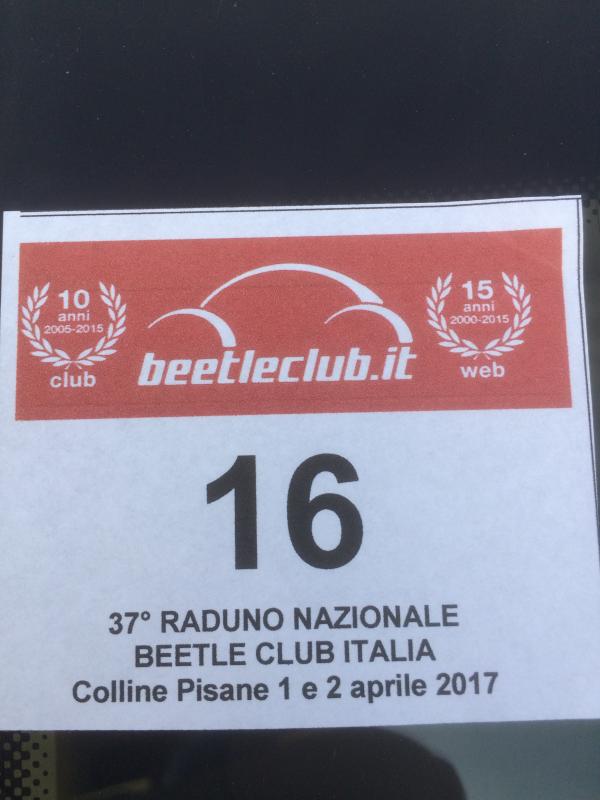 10
anni
2005-2015
club
beetleclub.it
15
anni
2000-2015
web
16
37° RADUNO NAZIONALE
BEETLE CLUB ITALIA
Colline Pisane 1 e 2 aprile 2017